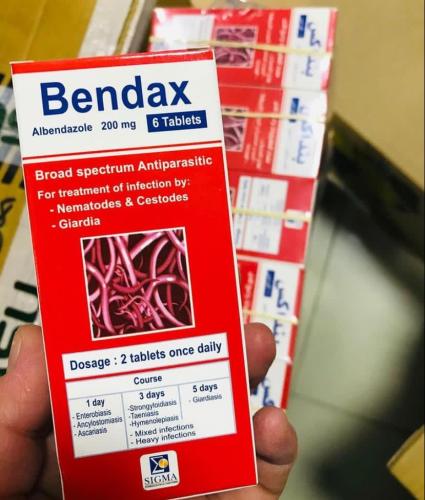 Bendax
Albendazole 200 mg 6 Tablets
Broad spectrum Antiparasitic
For treatment of infection by:
- Nematodes & Cestodes
- Giardia
Dosage : 2 tablets once daily
Course
1 day
- Enterobiasis
- Ancylostomiasis
- Ascariasis
3 days
-Strongyloidiasis
-Taeniasis
-Hymenolepiasis
- Mixed infections
- Heavy infections
5 days
- Giardiasis
SIGMA